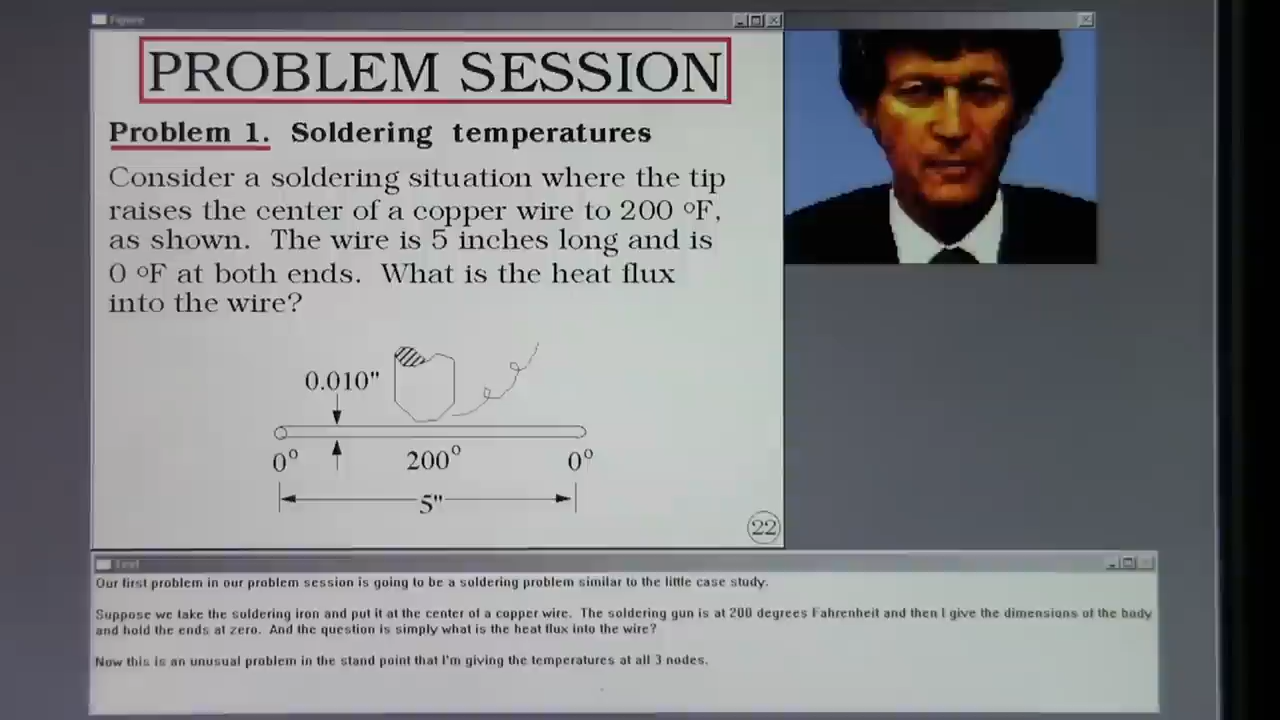 Figure
PROBLEM SESSION
Problem 1. Soldering temperatures
Consider a soldering situation where the tip
raises the center of a copper wire to 200 °F,
as shown. The wire is 5 inches long and is
0 °F at both ends. What is the heat flux
into the wire?
0.010"
0° 200° 0°
5"
22
Text
Our first problem in our problem session is going to be a soldering problem similar to the little case study.
Suppose we take the soldering iron and put it at the center of a copper wire. The soldering gun is at 200 degrees Fahrenheit and then I give the dimensions of the body
and hold the ends at zero. And the question is simply what is the heat flux into the wire?
Now this is an unusual problem in the stand point that I'm giving the temperatures at all 3 nodes.